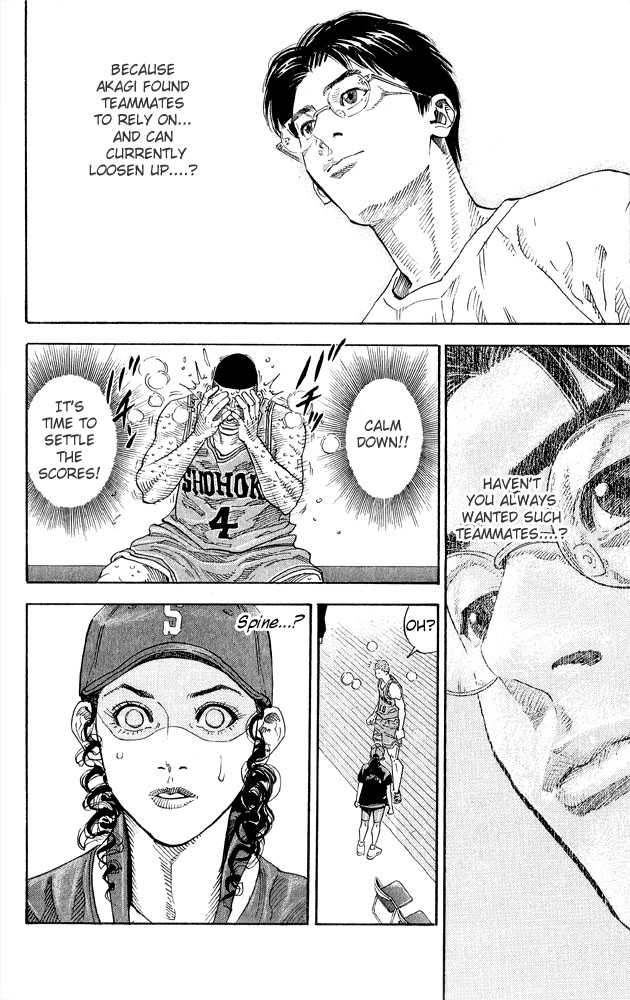 BECAUSE
AKAGI FOUND
TEAMMATES
TO RELY ON...
AND CAN
CURRENTLY
LOOSEN UP....?
HAVEN'T
YOU ALWAYS
WANTED SUCH
TEAMMATES....?
CALM
DOWN!!
IT'S
TIME TO
SETTLE
THE
SCORES!
SHOHOK
4
OH?
Spine...?
S